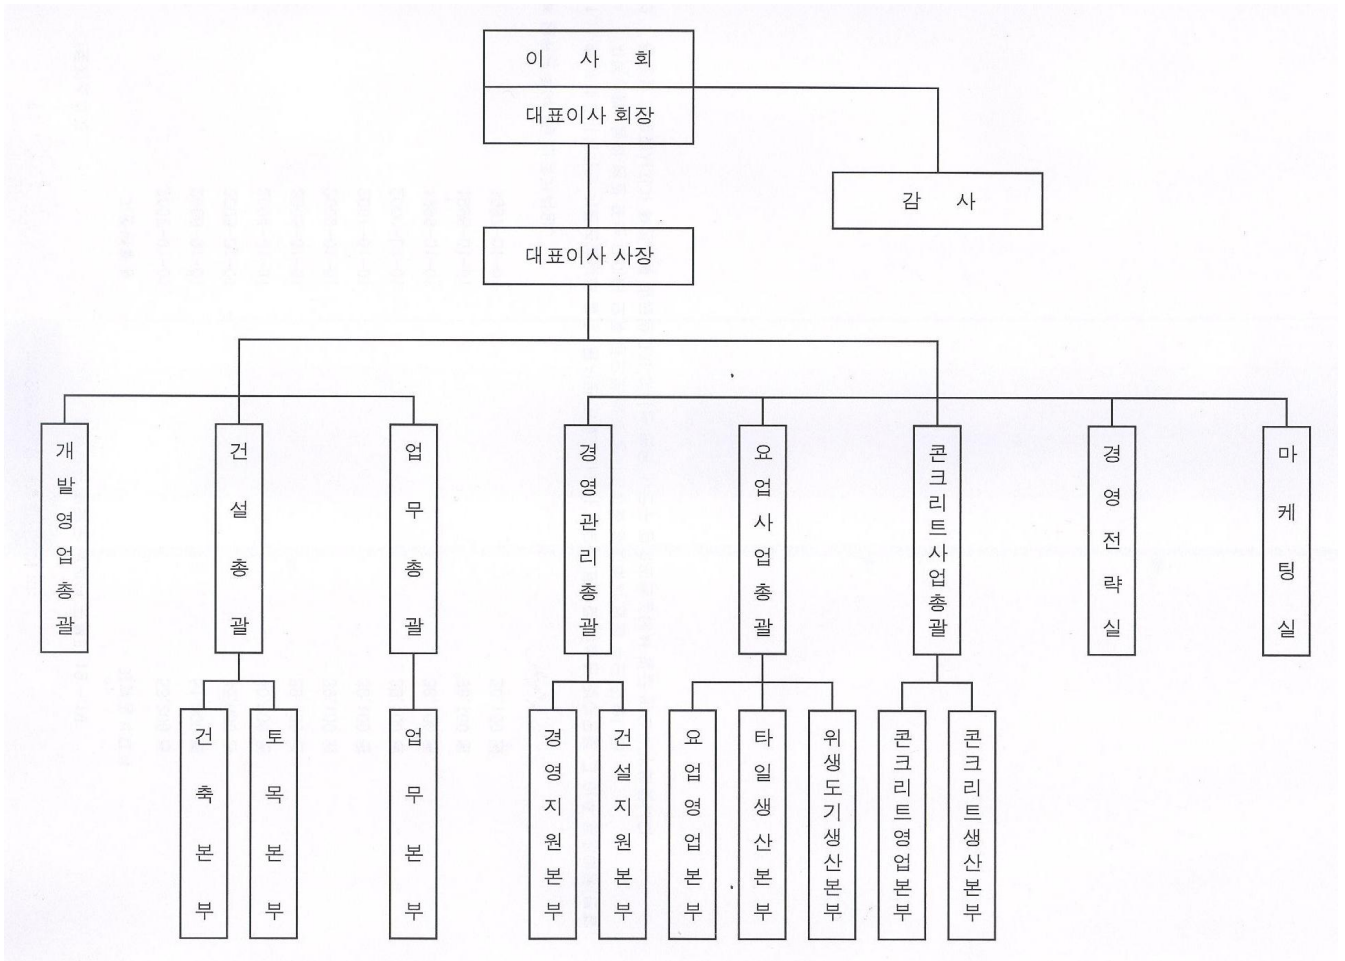 이 사 회
대표이사 회장
감 사
대표이사 사장
개발영업총괄
건설총괄
업무총괄
경영관리총괄
요업사업총괄
콘크리트사업총괄
경영전략실
마케팅실
건축본부
토목본부
업무본부
경영지원본부
건설지원본부
요업영업본부
타일생산본부
위생도기생산본부
콘크리트영업본부
콘크리트생산본부